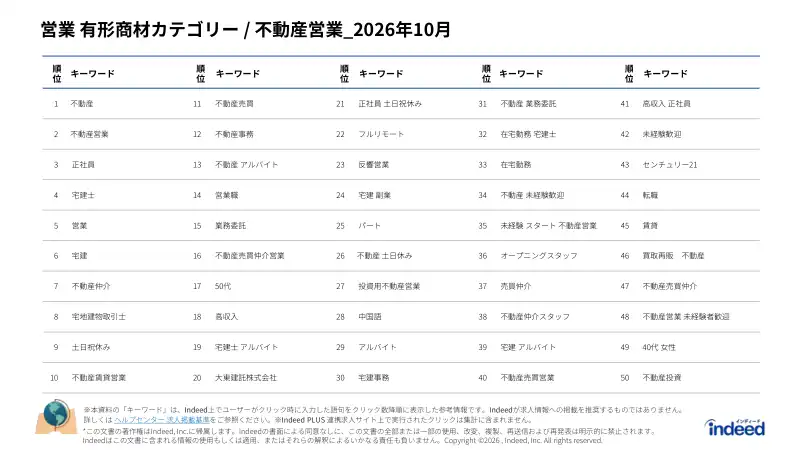 営業 有形商材カテゴリー / 不動産営業_2026年10月
順位 キーワード 順位 キーワード 順位 キーワード 順位 キーワード 順位 キーワード
1 不動産 11 不動産売買 21 正社員 土日祝休み 31 不動産 業務委託 41 高収入 正社員
2 不動産営業 12 不動産事務 22 フルリモート 32 在宅勤務 宅建士 42 未経験歓迎
3 正社員 13 不動産 アルバイト 23 反響営業 33 在宅勤務 43 センチュリー21
4 宅建士 14 営業職 24 宅建 副業 34 不動産 未経験歓迎 44 転職
5 営業 15 業務委託 25 パート 35 未経験 スタート 不動産営業 45 賃貸
6 宅建 16 不動産売買仲介営業 26 不動産 土日休み 36 オープニングスタッフ 46 買取再販　不動産
7 不動産仲介 17 50代 27 投資用不動産営業 37 売買仲介 47 不動産売買仲介
8 宅地建物取引士 18 高収入 28 中国語 38 不動産仲介スタッフ 48 不動産営業 未経験者歓迎
9 土日祝休み 19 宅建士 アルバイト 29 アルバイト 39 宅建 アルバイト 49 40代 女性
10 不動産賃貸営業 20 大東建託株式会社 30 宅建事務 40 不動産売買営業 50 不動産投資
※本資料の「キーワード」は、Indeed上でユーザーがクリック時に入力した語句をクリック数降順に表示した参考情報です。Indeedが求人情報への掲載を推奨するものではありません。
詳しくは ヘルプセンター 求人掲載基準をご参照ください。※Indeed PLUS 連携求人サイト上で実行されたクリックは集計に含まれません。
*この文書の著作権はIndeed, Inc.に帰属します。Indeedの書面による同意なしに、この文書の全部または一部の使用、改変、複製、再送信および再発表は明示的に禁止されます。
Indeedはこの文書に含まれる情報の使用もしくは適用、またはそれらの解釈によるいかなる責任も負いません。Copyright ©2026 , Indeed, Inc. All rights reserved.
インディード
indeed